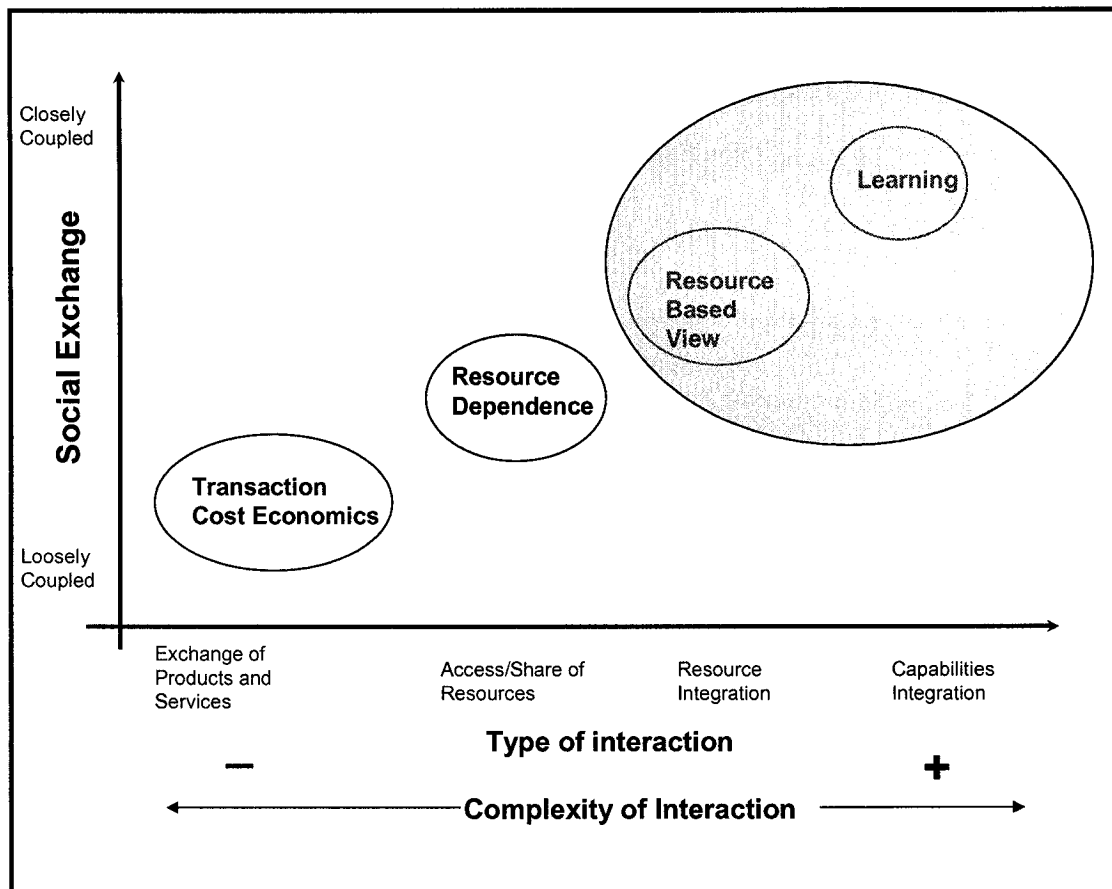 Closely
Coupled
Social Exchange
Loosely
Coupled
Learning
Resource
Based
View
Resource
Dependence
Transaction
Cost Economics
Exchange of
Products and
Services
Access/Share of
Resources
Resource
Integration
Capabilities
Integration
Type of interaction
− +
Complexity of Interaction